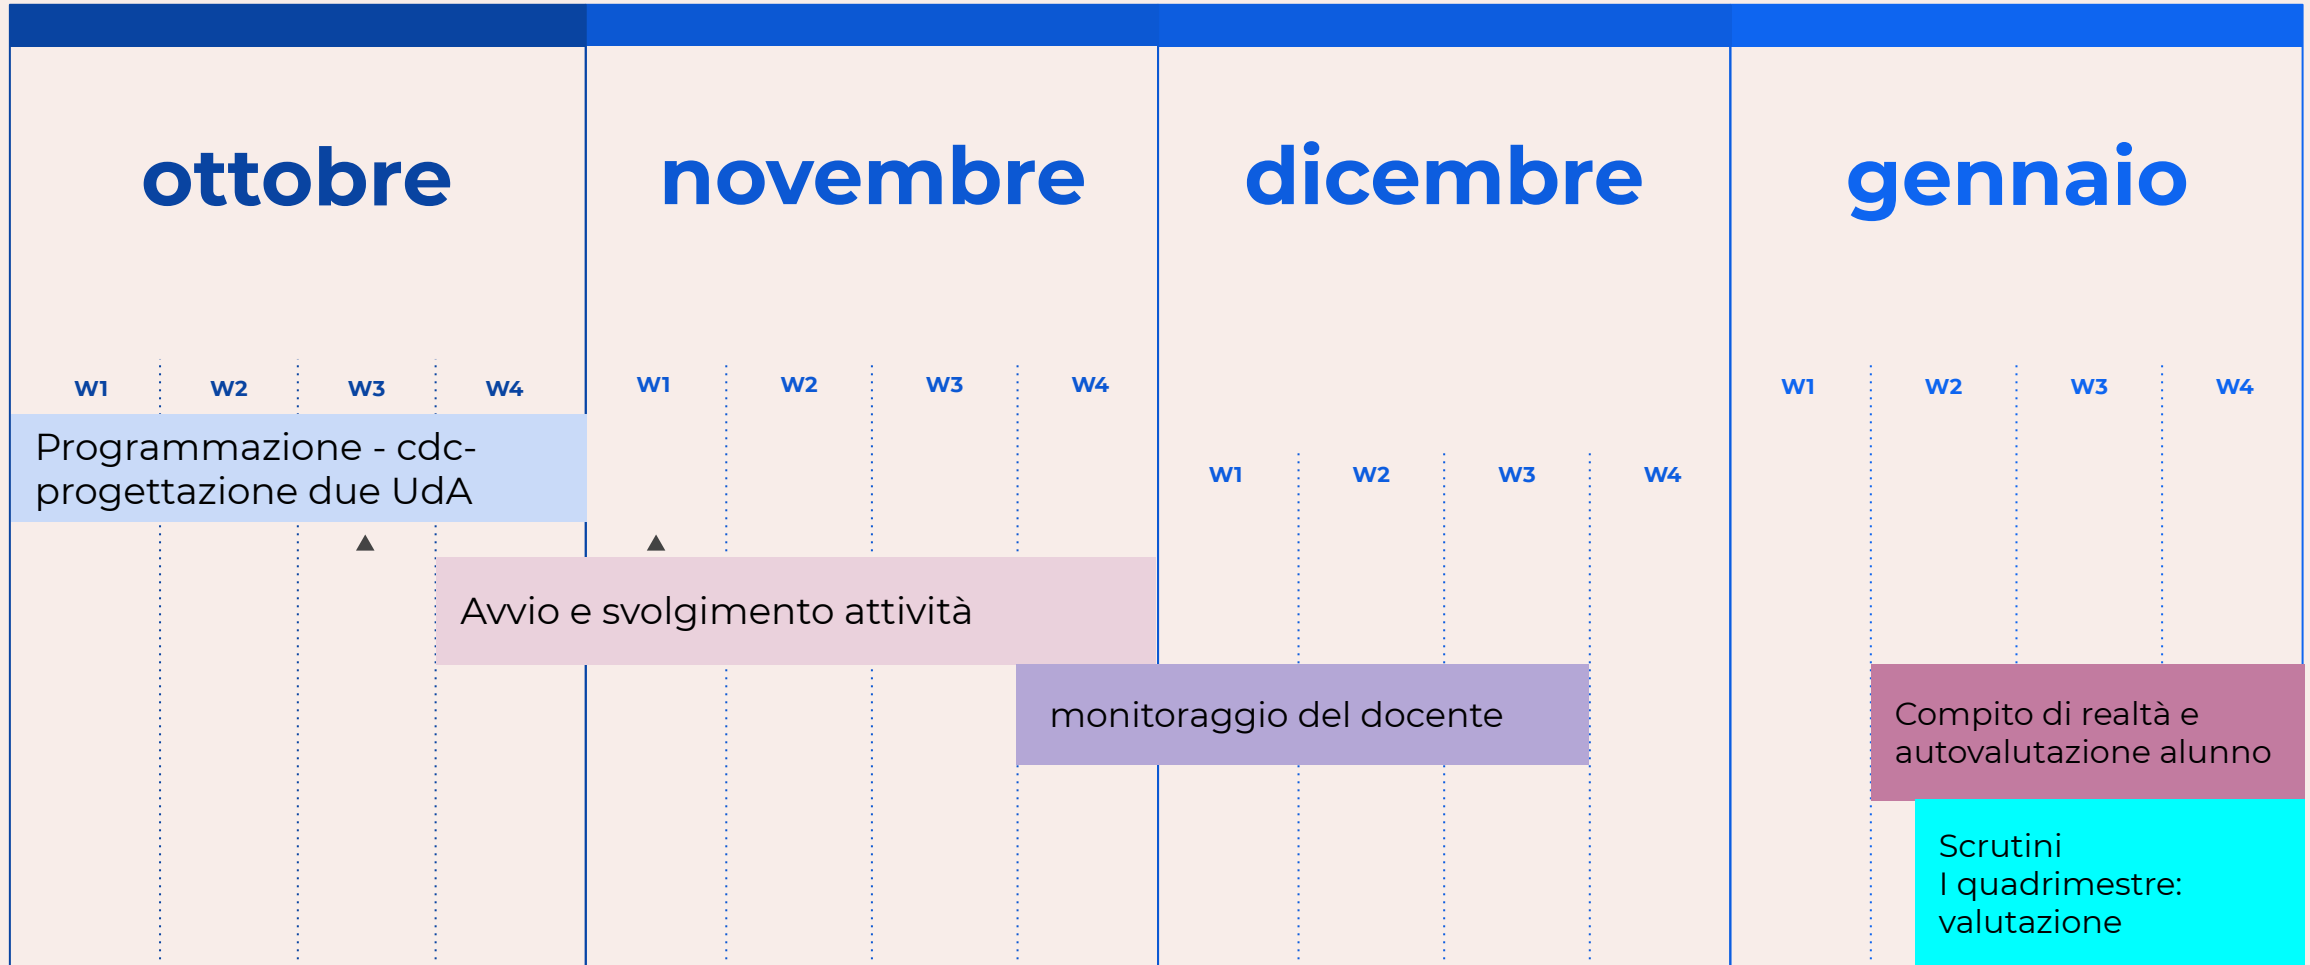 ottobre
novembre
dicembre
gennaio
W1 W2 W3 W4
W1 W2 W3 W4
W1 W2 W3 W4
W1 W2 W3 W4
Programmazione - cdc-
progettazione due UdA
Avvio e svolgimento attività
monitoraggio del docente
Compito di realtà e
autovalutazione alunno
Scrutini
I quadrimestre:
valutazione